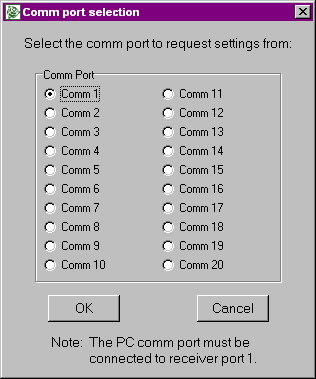 Comm port selection
Select the comm port to request settings from:
Comm Port
Comm 1
Comm 2
Comm 3
Comm 4
Comm 5
Comm 6
Comm 7
Comm 8
Comm 9
Comm 10
Comm 11
Comm 12
Comm 13
Comm 14
Comm 15
Comm 16
Comm 17
Comm 18
Comm 19
Comm 20
OK
Cancel
Note: The PC comm port must be
connected to receiver port 1.